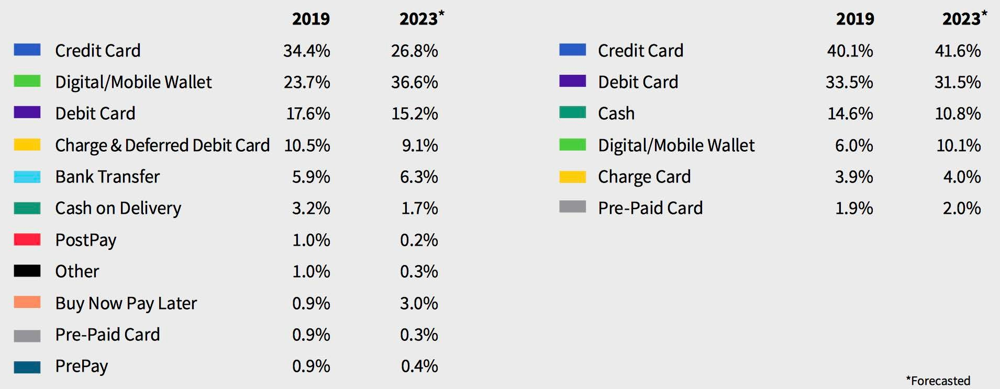 2019 2023*
Credit Card 34.4% 26.8%
Digital/Mobile Wallet 23.7% 36.6%
Debit Card 17.6% 15.2%
Charge & Deferred Debit Card 10.5% 9.1%
Bank Transfer 5.9% 6.3%
Cash on Delivery 3.2% 1.7%
PostPay 1.0% 0.2%
Other 1.0% 0.3%
Buy Now Pay Later 0.9% 3.0%
Pre-Paid Card 0.9% 0.3%
PrePay 0.9% 0.4%
2019 2023*
Credit Card 40.1% 41.6%
Debit Card 33.5% 31.5%
Cash 14.6% 10.8%
Digital/Mobile Wallet 6.0% 10.1%
Charge Card 3.9% 4.0%
Pre-Paid Card 1.9% 2.0%
*Forecasted